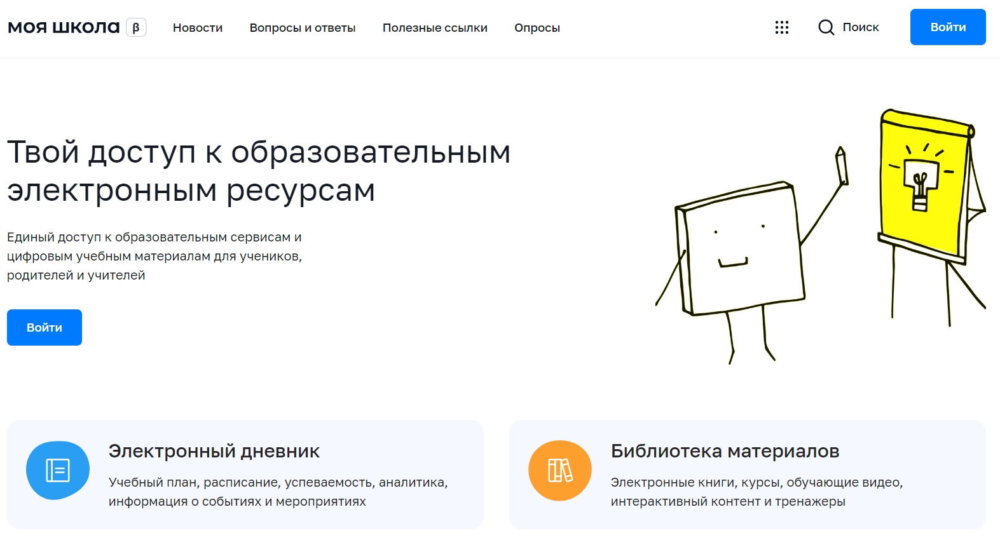 моя школа β
Новости Вопросы и ответы Полезные ссылки Опросы Поиск Войти
Твой доступ к образовательным
электронным ресурсам
Единый доступ к образовательным сервисам и
цифровым учебным материалам для учеников,
родителей и учителей
Войти
Электронный дневник
Учебный план, расписание, успеваемость, аналитика,
информация о событиях и мероприятиях
Библиотека материалов
Электронные книги, курсы, обучающие видео,
интерактивный контент и тренажеры